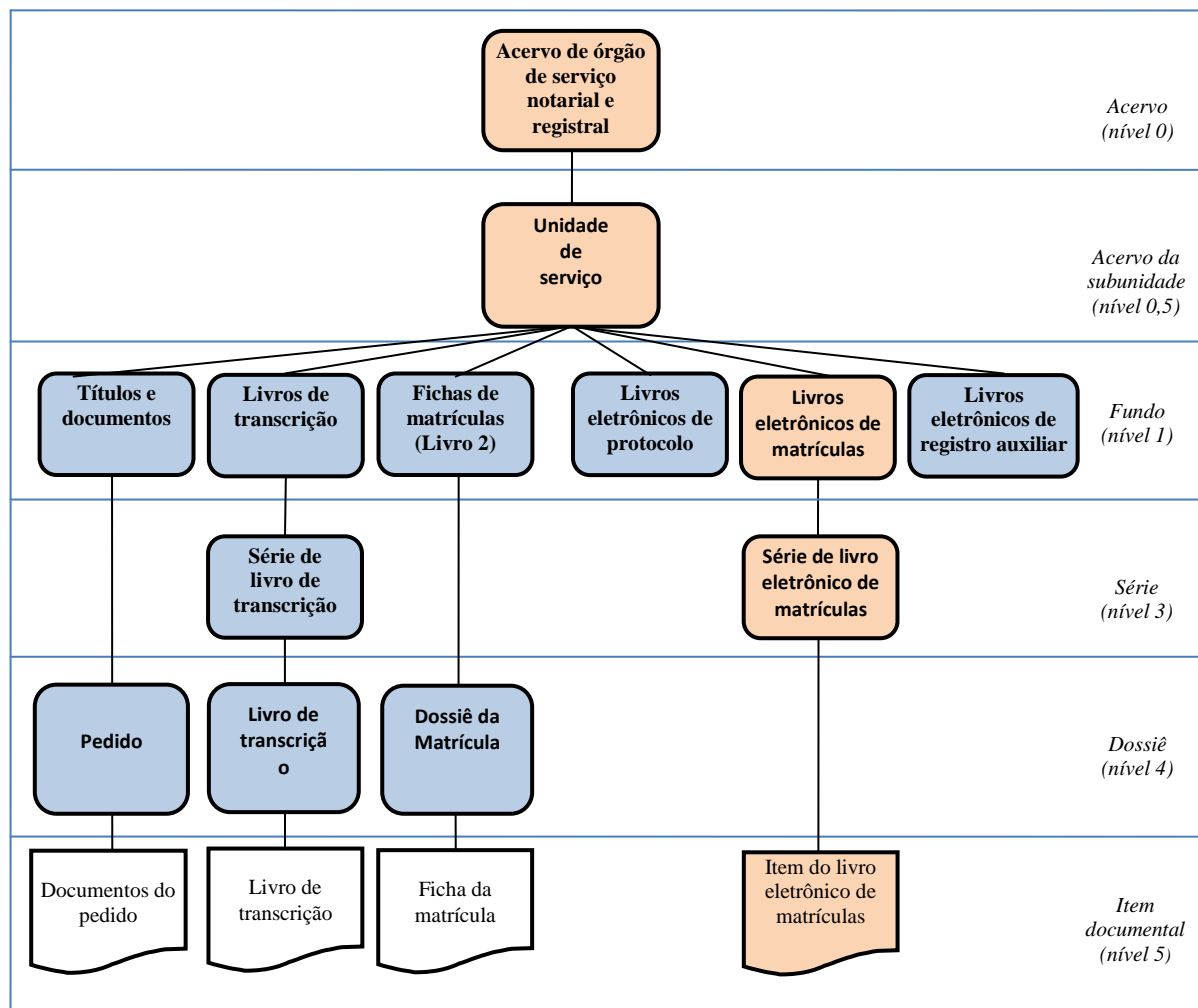 Acervo de órgão
de serviço
notarial e
registral
Acervo
(nível 0)
Unidade
de
serviço
Acervo da
subunidade
(nível 0,5)
Títulos e
documentos
Livros de
transcrição
Fichas de
matrículas
(Livro 2)
Livros
eletrônicos de
protocolo
Livros
eletrônicos de
matrículas
Livros
eletrônicos de
registro auxiliar
Fundo
(nível 1)
Série de
livro de
transcrição
Série de livro
eletrônico de
matrículas
Série
(nível 3)
Pedido
Livro de
transcriçã
o
Dossiê da
Matrícula
Dossiê
(nível 4)
Documentos do
pedido
Livro de
transcrição
Ficha da
matrícula
Item do livro
eletrônico de
matrículas
Item
documental
(nível 5)